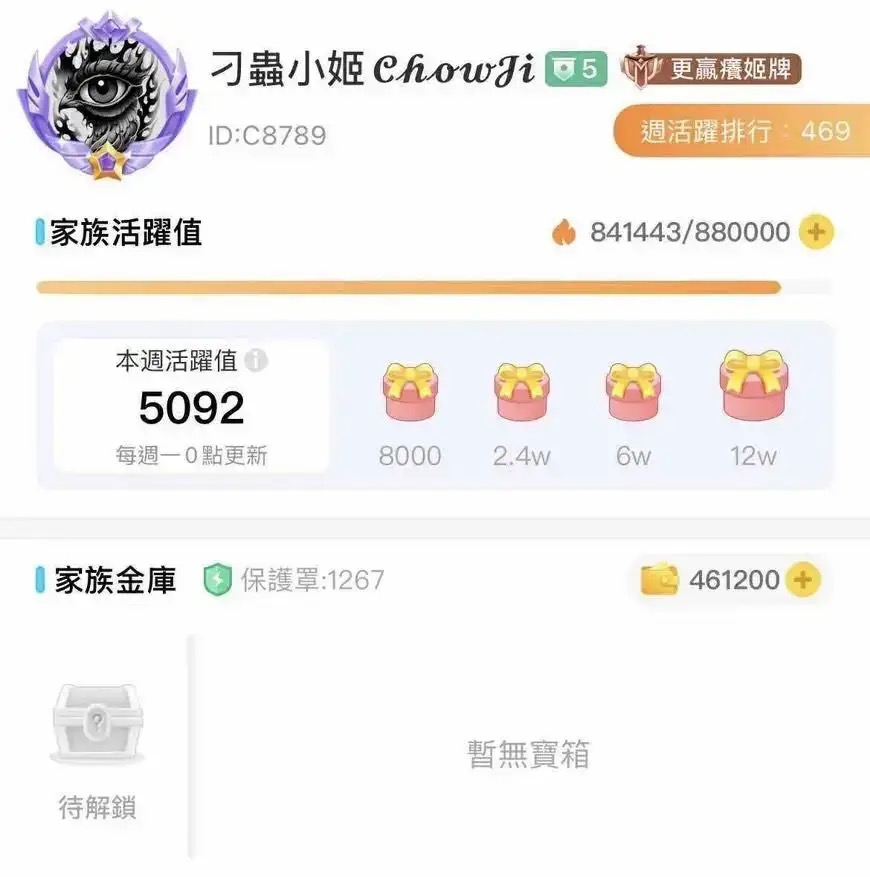 刁蟲小姬 ChowJi 5 更贏癢姬牌
ID:C8789
週活躍排行：469
家族活躍值 841443/880000
本週活躍值
5092
每週一0點更新
8000 2.4w 6w 12w
家族金庫 保護罩:1267 461200
待解鎖
暫無寶箱